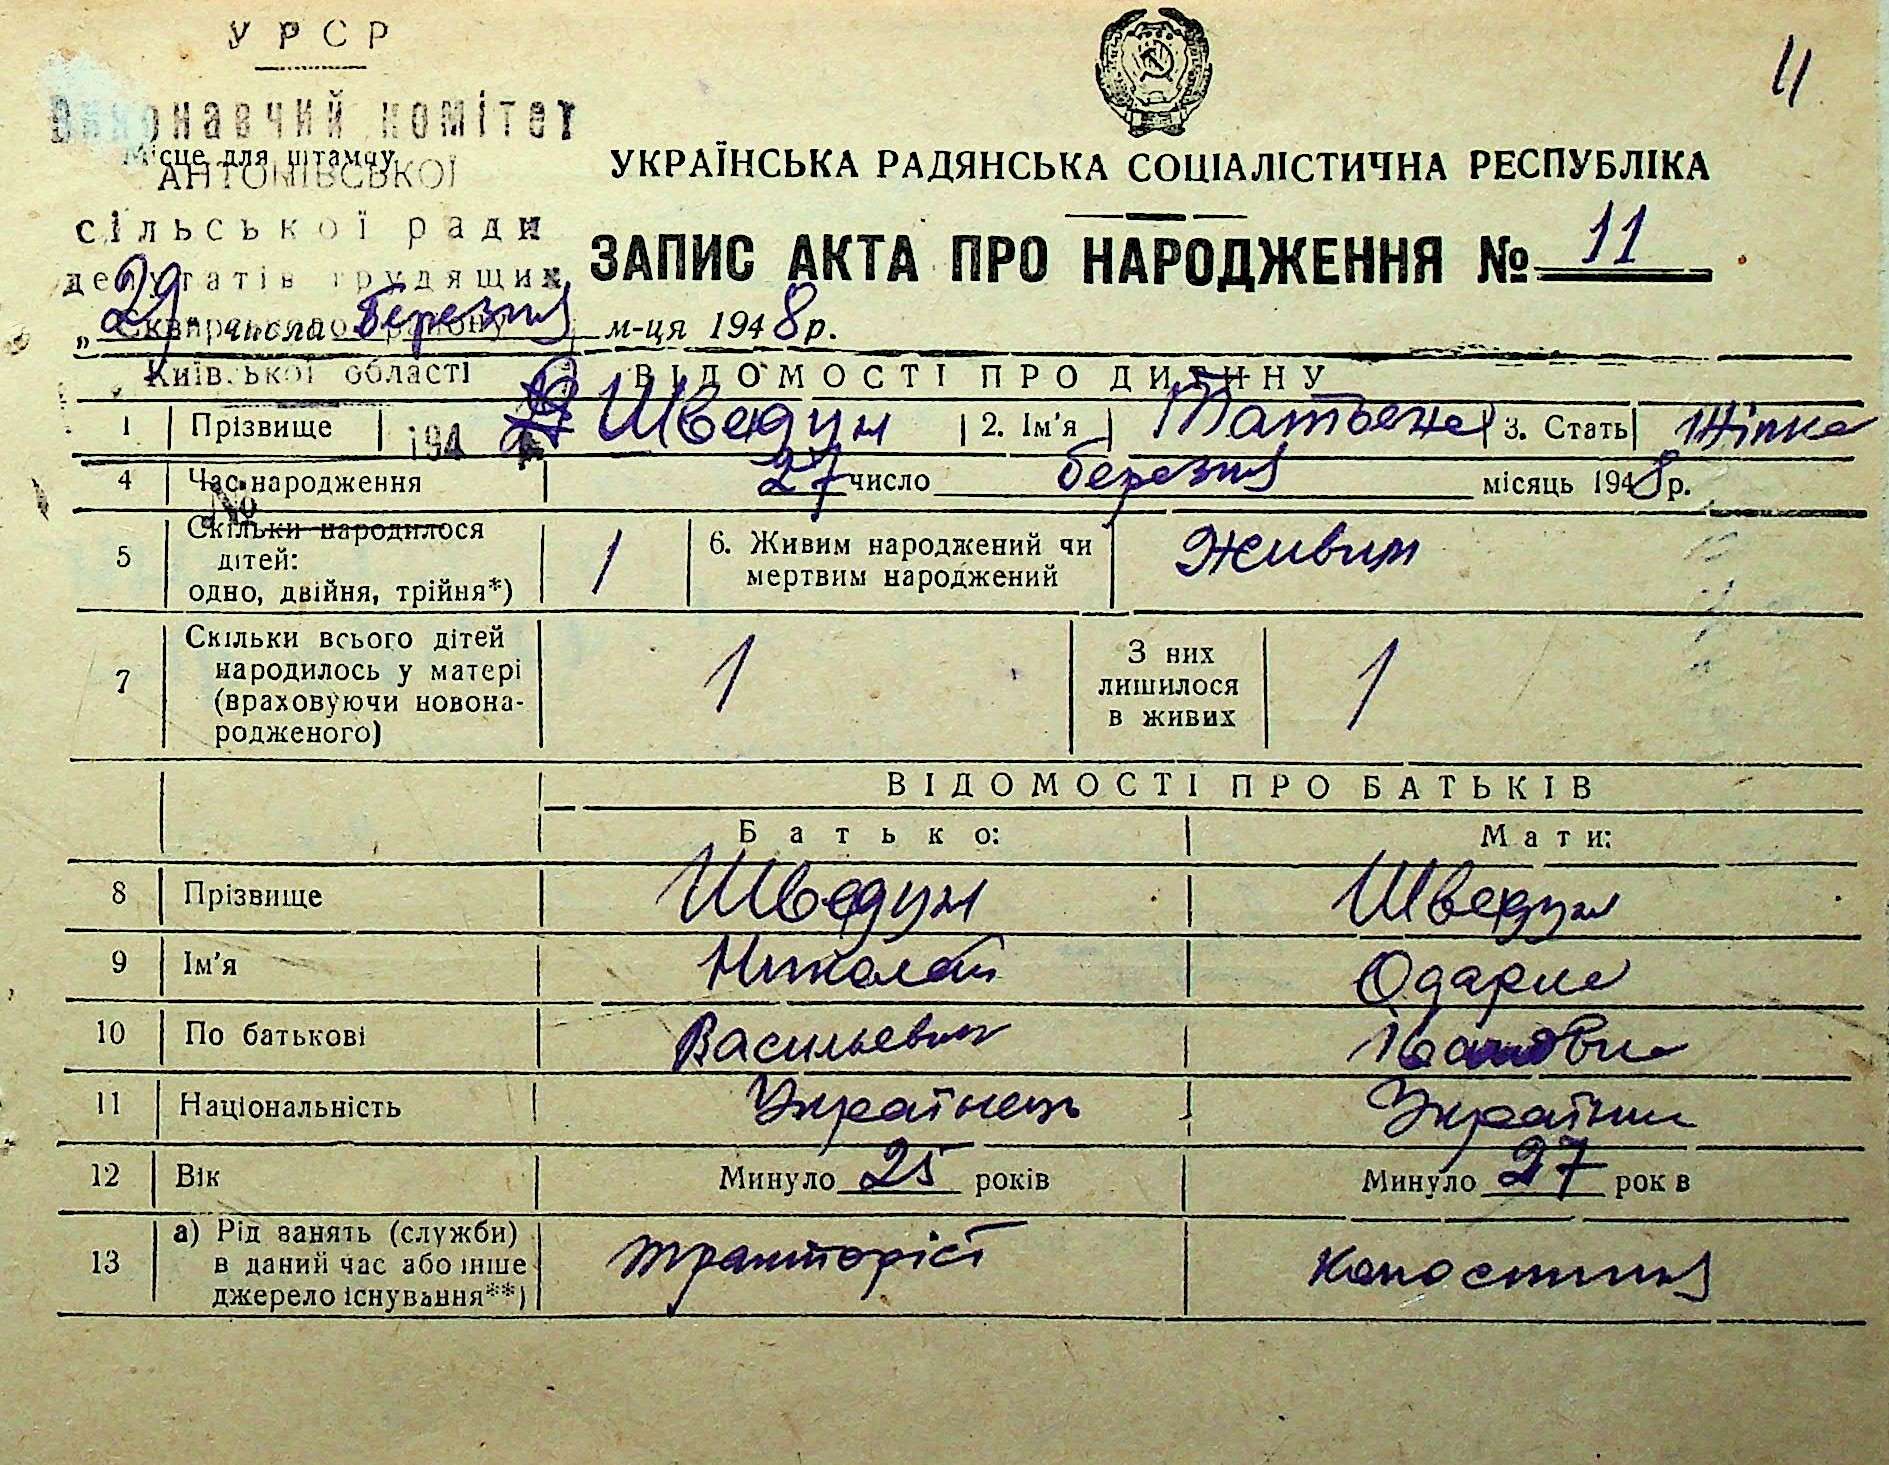 УРСР
11
Виконавчий комітет
Місце для штампу
АНТОНІВСЬКОЇ
УКРАЇНСЬКА РАДЯНСЬКА СОЦІАЛІСТИЧНА РЕСПУБЛІКА
сільської ради
ЗАПИС АКТА ПРО НАРОДЖЕННЯ № 11
депутатів трудящих
Сквирського району
„29" числа березня м-ця 1948 р.
Київської області
ВІДОМОСТІ ПРО ДИТИНУ
1 Прізвище Шведун 2. Ім'я Татьяна 3. Стать Жінка
194
4 Час народження 27 число березня місяць 1948 р.
№
5 Скільки народилося дітей: одно, двійня, трійня*) 1 6. Живим народжений чи мертвим народжений Живим
7 Скільки всього дітей народилось у матері (враховуючи новонародженого) 1 З них лишилося в живих 1
ВІДОМОСТІ ПРО БАТЬКІВ
Батько: Мати:
8 Прізвище Шведун Шведун
9 Ім'я Николай Одарка
10 По батькові Васильевич Івановна
11 Національність Українець Українка
12 Вік Минуло 25 років Минуло 27 рок в
13 а) Рід занять (служби) в даний час або інше джерело існування**) тракторіст